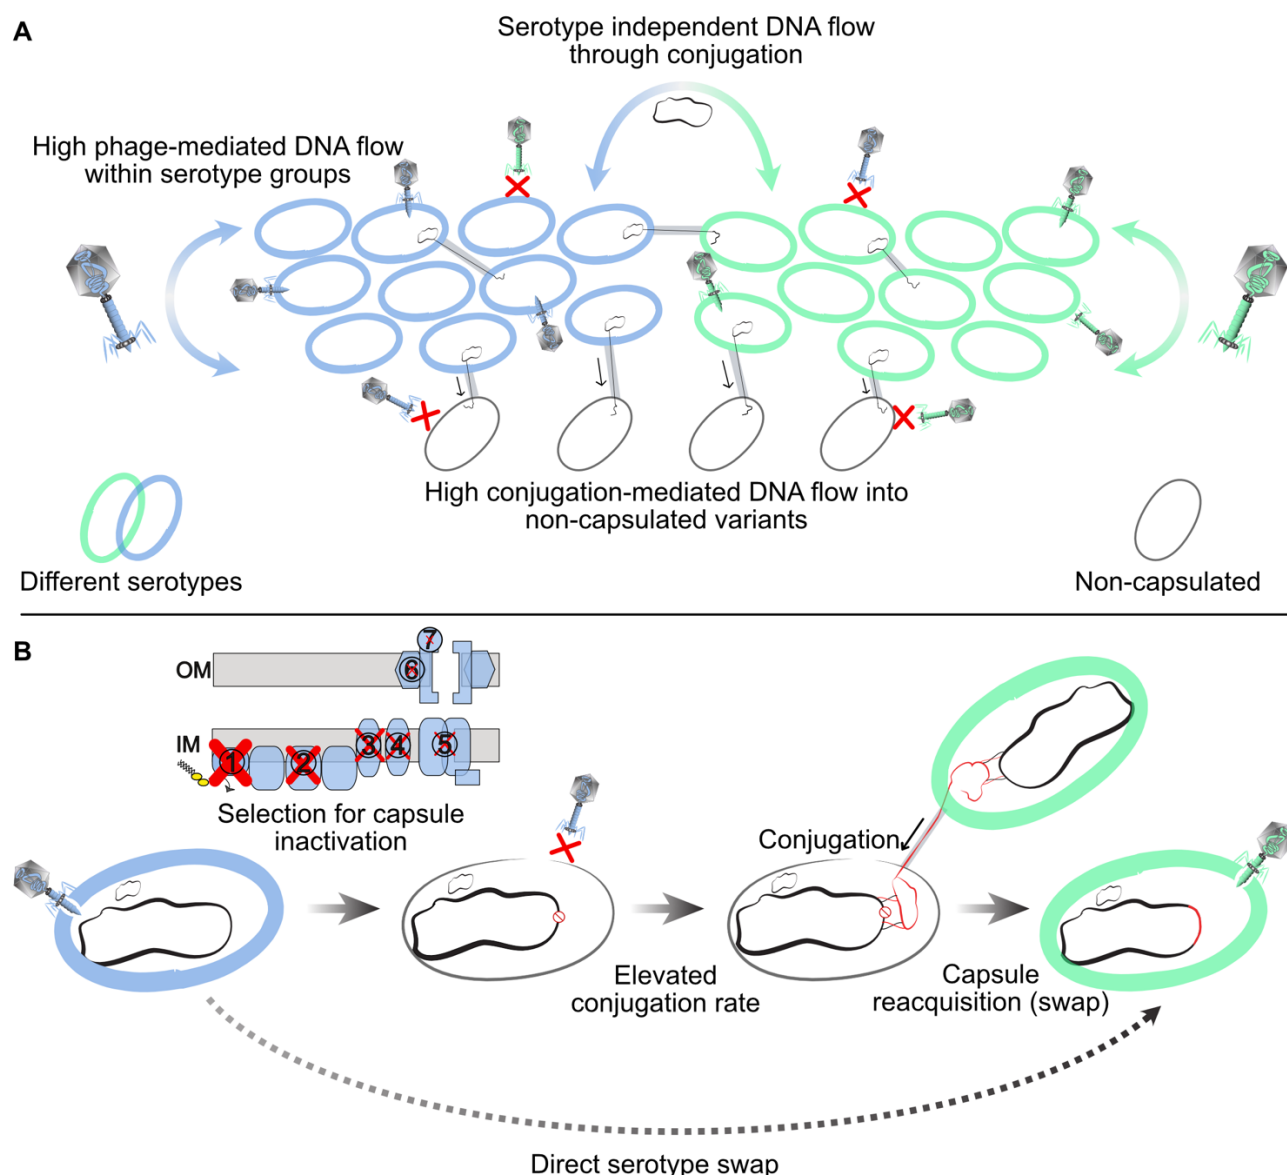 A
Serotype independent DNA flow
through conjugation
High phage-mediated DNA flow
within serotype groups
High conjugation-mediated DNA flow into
non-capsulated variants
Different serotypes
Non-capsulated
B
OM
7
6
IM
1
2
3
4
5
Selection for capsule
inactivation
Conjugation
Elevated
conjugation rate
Capsule
reacquisition (swap)
Direct serotype swap